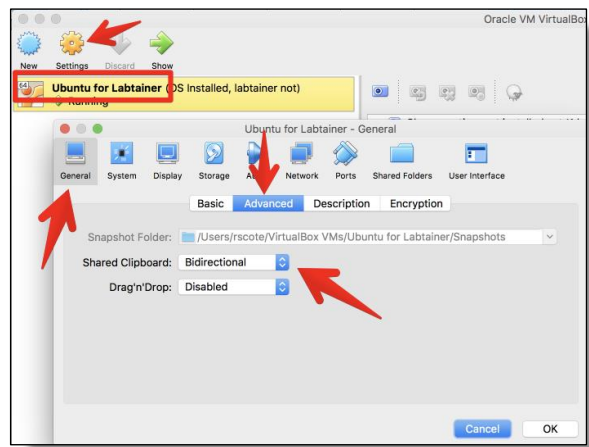 Oracle VM VirtualBo
New Settings Discard Show
64 Ubuntu for Labtainer (OS Installed, labtainer not)
Running
Ubuntu for Labtainer - General
General System Display Storage Network Ports Shared Folders User Interface
Basic Advanced Description Encryption
Snapshot Folder: /Users/rscote/VirtualBox VMs/Ubuntu for Labtainer/Snapshots
Shared Clipboard: Bidirectional
Drag'n'Drop: Disabled
Cancel OK